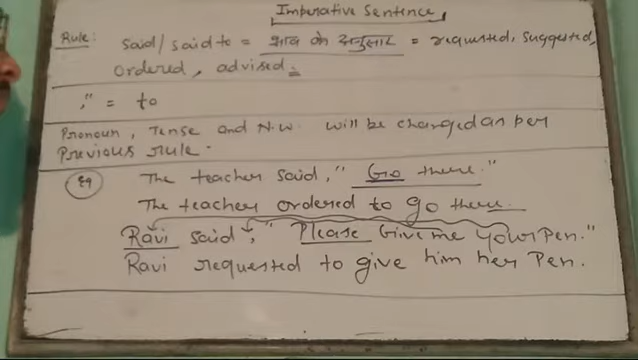 Imperative Sentence
Rule: Said/said to = भाव के अनुसार = requested, suggested,
ordered, advised.
," = to
Pronoun, Tense and N.W. will be changed as per
Previous rule.
eg The teacher said, "Go there."
The teacher ordered to go there.
Ravi said, "Please Give me your pen."
Ravi requested to give him her Pen.